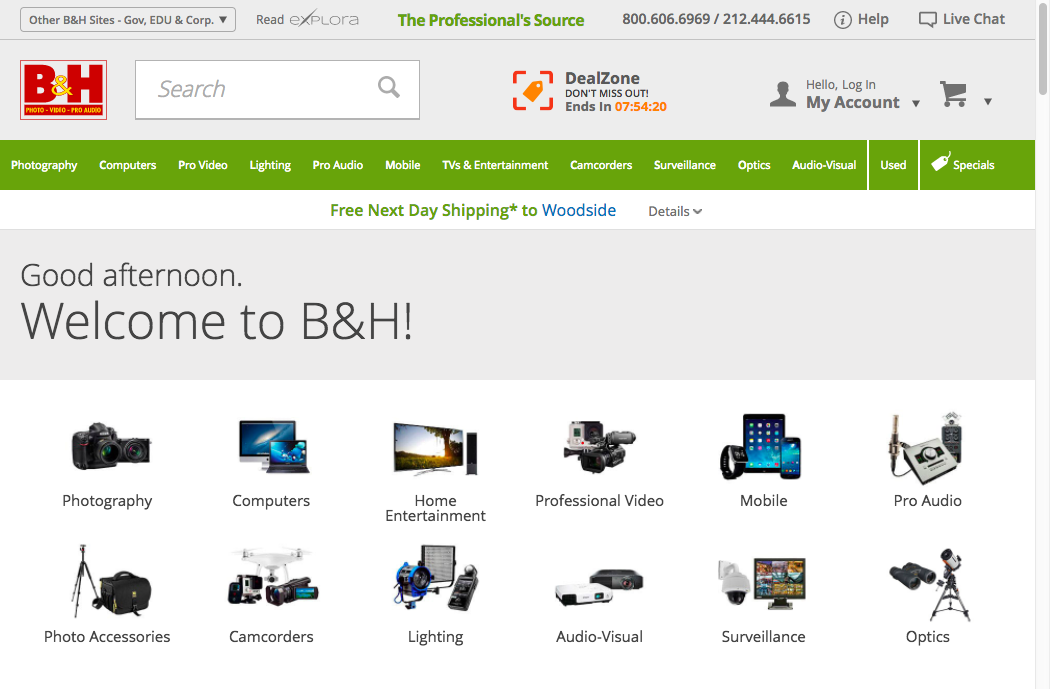 Other B&H Sites - Gov, EDU & Corp. ▼
Read explora
The Professional's Source
800.606.6969 / 212.444.6615
Help
Live Chat
B&H
PHOTO - VIDEO - PRO AUDIO
Search
DealZone
DON'T MISS OUT!
Ends In 07:54:20
Hello, Log In
My Account ▼
Photography
Computers
Pro Video
Lighting
Pro Audio
Mobile
TVs & Entertainment
Camcorders
Surveillance
Optics
Audio-Visual
Used
Specials
Free Next Day Shipping* to Woodside
Details
Good afternoon.
Welcome to B&H!
Photography
Computers
Home
Entertainment
Professional Video
Mobile
Pro Audio
Photo Accessories
Camcorders
Lighting
Audio-Visual
Surveillance
Optics